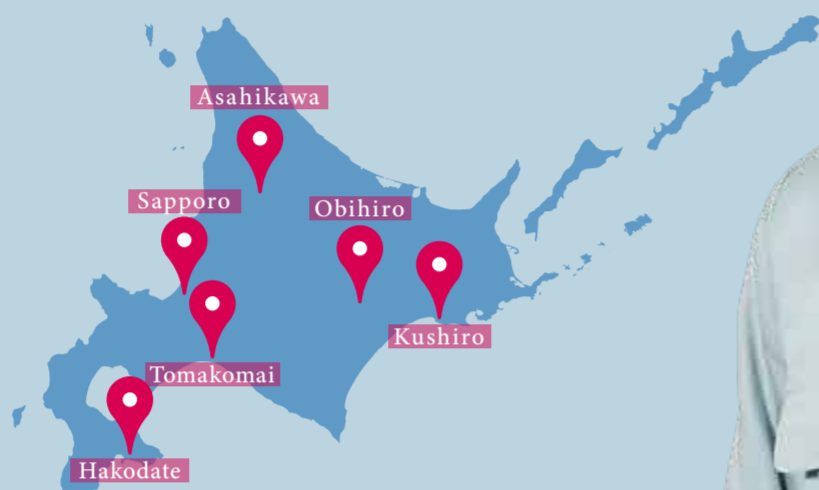 Asahikawa
Sapporo
Obihiro
Kushiro
Tomakomai
Hakodate